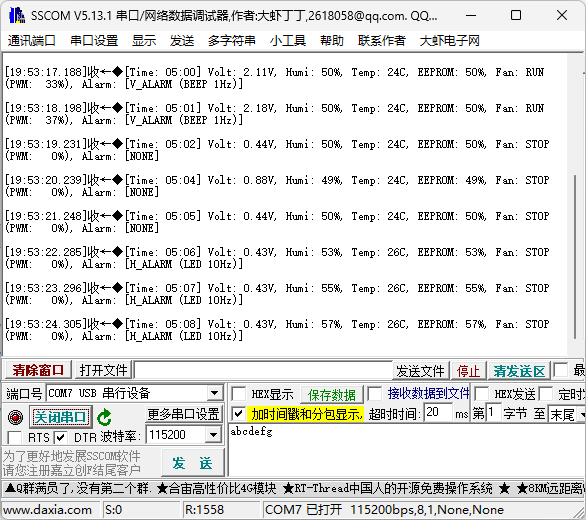 SSCOM V5.13.1 串口/网络数据调试器,作者:大虾丁丁,2618058@qq.com. QQ...
通讯端口 串口设置 显示 发送 多字符串 小工具 帮助 联系作者 大虾电子网
[19:53:17.188]收←◆[Time: 05:00] Volt: 2.11V, Humi: 50%, Temp: 24C, EEPROM: 50%, Fan: RUN
(PWM:  33%), Alarm: [V_ALARM (BEEP 1Hz)]
[19:53:18.198]收←◆[Time: 05:01] Volt: 2.18V, Humi: 50%, Temp: 24C, EEPROM: 50%, Fan: RUN
(PWM:  37%), Alarm: [V_ALARM (BEEP 1Hz)]
[19:53:19.231]收←◆[Time: 05:02] Volt: 0.44V, Humi: 50%, Temp: 24C, EEPROM: 50%, Fan: STOP
(PWM:   0%), Alarm: [NONE]
[19:53:20.239]收←◆[Time: 05:04] Volt: 0.88V, Humi: 49%, Temp: 24C, EEPROM: 49%, Fan: STOP
(PWM:   0%), Alarm: [NONE]
[19:53:21.248]收←◆[Time: 05:05] Volt: 0.44V, Humi: 50%, Temp: 24C, EEPROM: 50%, Fan: STOP
(PWM:   0%), Alarm: [NONE]
[19:53:22.285]收←◆[Time: 05:06] Volt: 0.43V, Humi: 53%, Temp: 26C, EEPROM: 53%, Fan: STOP
(PWM:   0%), Alarm: [H_ALARM (LED 10Hz)]
[19:53:23.296]收←◆[Time: 05:07] Volt: 0.43V, Humi: 55%, Temp: 26C, EEPROM: 55%, Fan: STOP
(PWM:   0%), Alarm: [H_ALARM (LED 10Hz)]
[19:53:24.305]收←◆[Time: 05:08] Volt: 0.43V, Humi: 57%, Temp: 26C, EEPROM: 57%, Fan: STOP
(PWM:   0%), Alarm: [H_ALARM (LED 10Hz)]
清除窗口 打开文件 发送文件 停止 清发送区 最
端口号 COM7 USB 串行设备 HEX显示 保存数据 接收数据到文件 HEX发送 定时发
关闭串口 更多串口设置 加时间戳和分包显示, 超时时间: 20 ms 第 1 字节 至 末尾
RTS DTR 波特率: 115200 abcdefg
为了更好地发展SSCOM软件
请您注册嘉立创F结尾客户
发 送
▲Q群满员了,没有第二个群. ★合宙高性价比4G模块 ★RT-Thread中国人的开源免费操作系统 ★ ★8KM远距离
www.daxia.com S:0 R:1558 COM7 已打开 115200bps,8,1,None,None